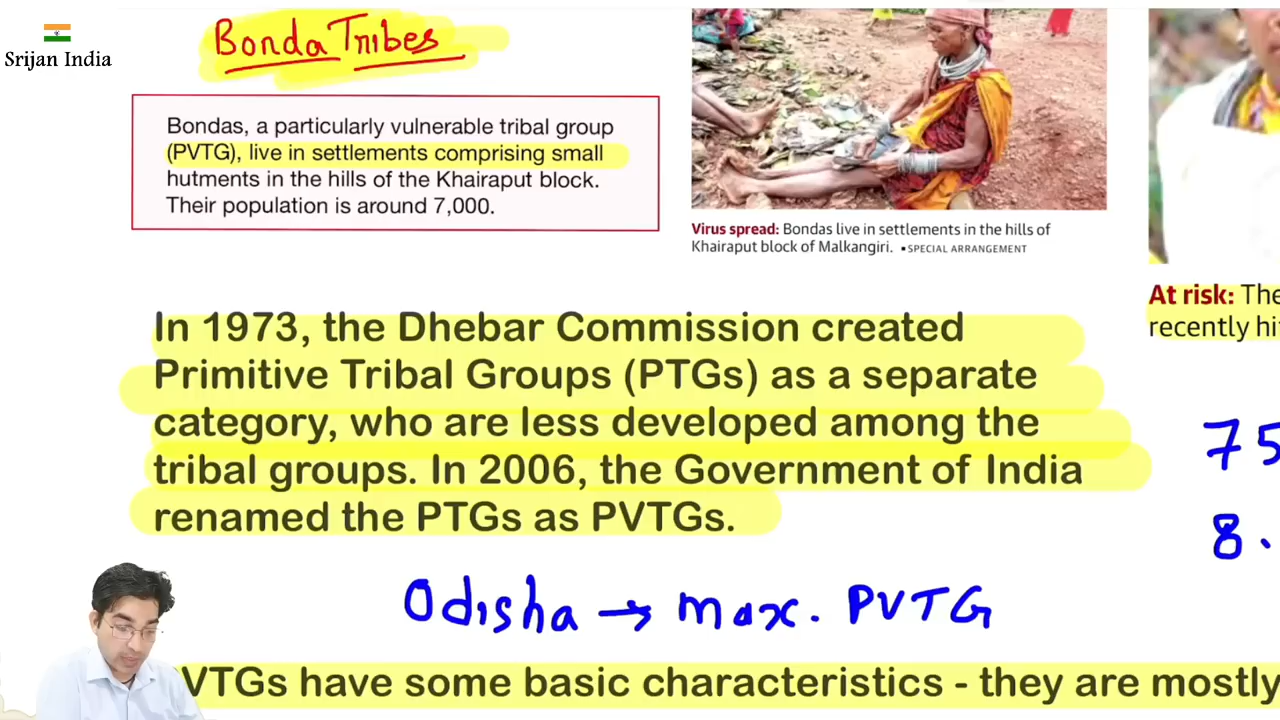 Srijan India
Bonda Tribes
Bondas, a particularly vulnerable tribal group
(PVTG), live in settlements comprising small
hutments in the hills of the Khairaput block.
Their population is around 7,000.
Virus spread: Bondas live in settlements in the hills of
Khairaput block of Malkangiri. •SPECIAL ARRANGEMENT
At risk: The
recently hi
In 1973, the Dhebar Commission created
Primitive Tribal Groups (PTGs) as a separate
category, who are less developed among the
tribal groups. In 2006, the Government of India
renamed the PTGs as PVTGs.
75
8.
Odisha → max. PVTG
VTGs have some basic characteristics - they are mostly